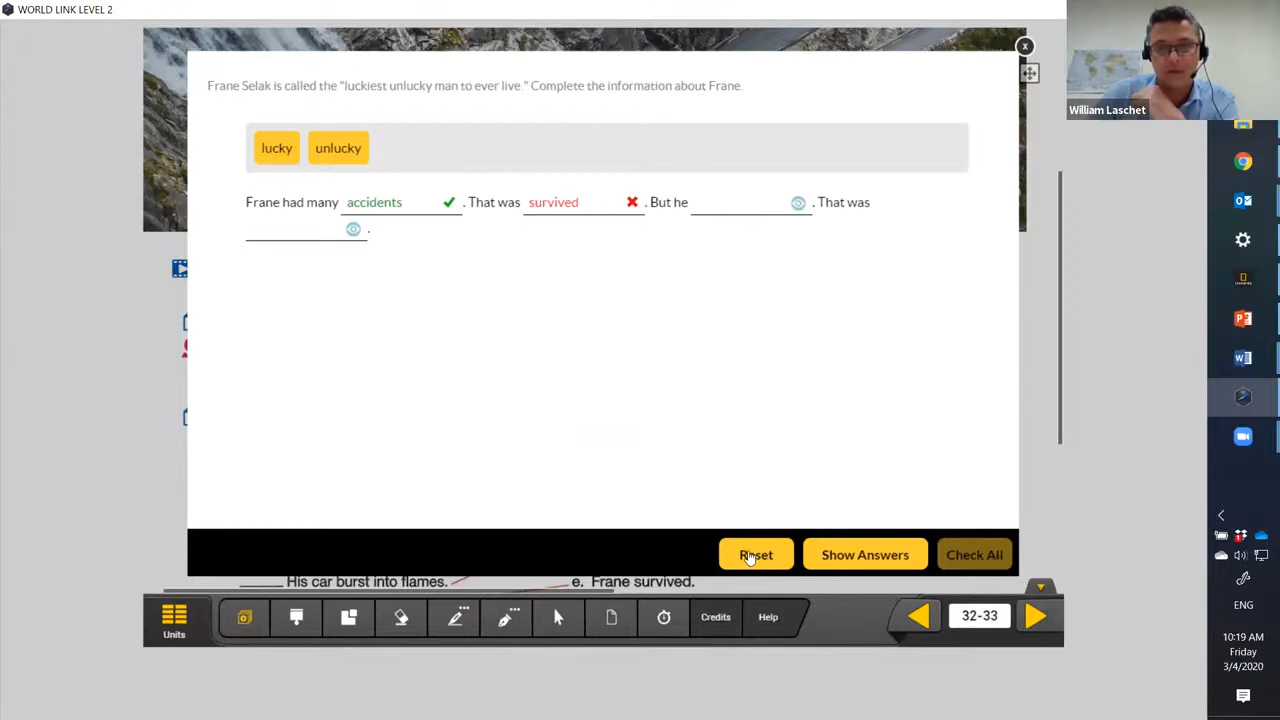 WORLD LINK LEVEL 2
William Laschet
x
Frane Selak is called the "luckiest unlucky man to ever live." Complete the information about Frane.
lucky unlucky
Frane had many accidents . That was survived . But he . That was
.
Reset Show Answers Check All
His car burst into flames. e. Frane survived.
Units Credits Help 32-33
ENG
10:19 AM
Friday
3/4/2020